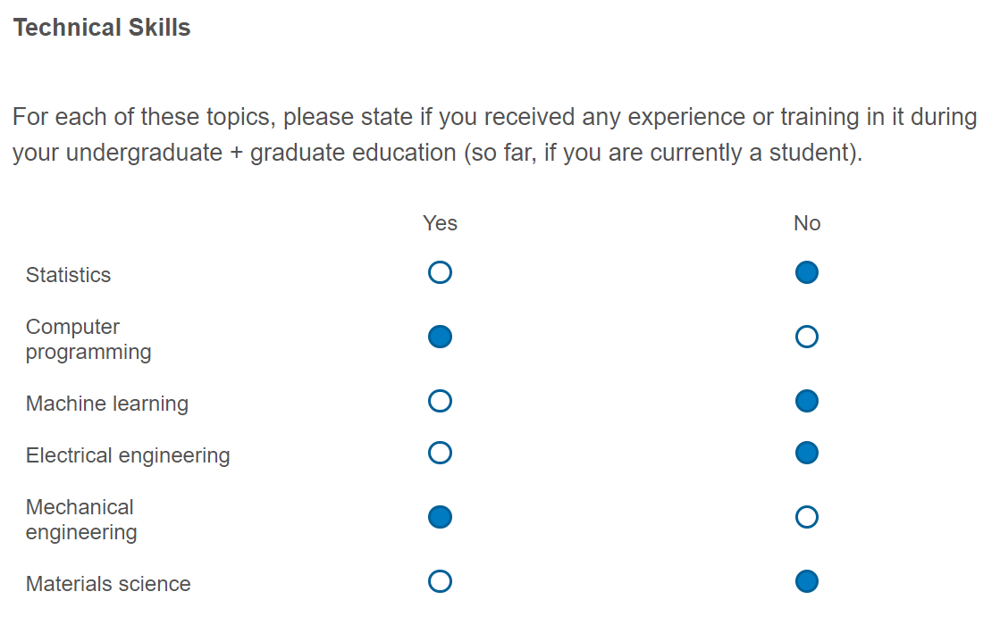 Technical Skills
For each of these topics, please state if you received any experience or training in it during
your undergraduate + graduate education (so far, if you are currently a student).
Yes No
Statistics
Computer
programming
Machine learning
Electrical engineering
Mechanical
engineering
Materials science